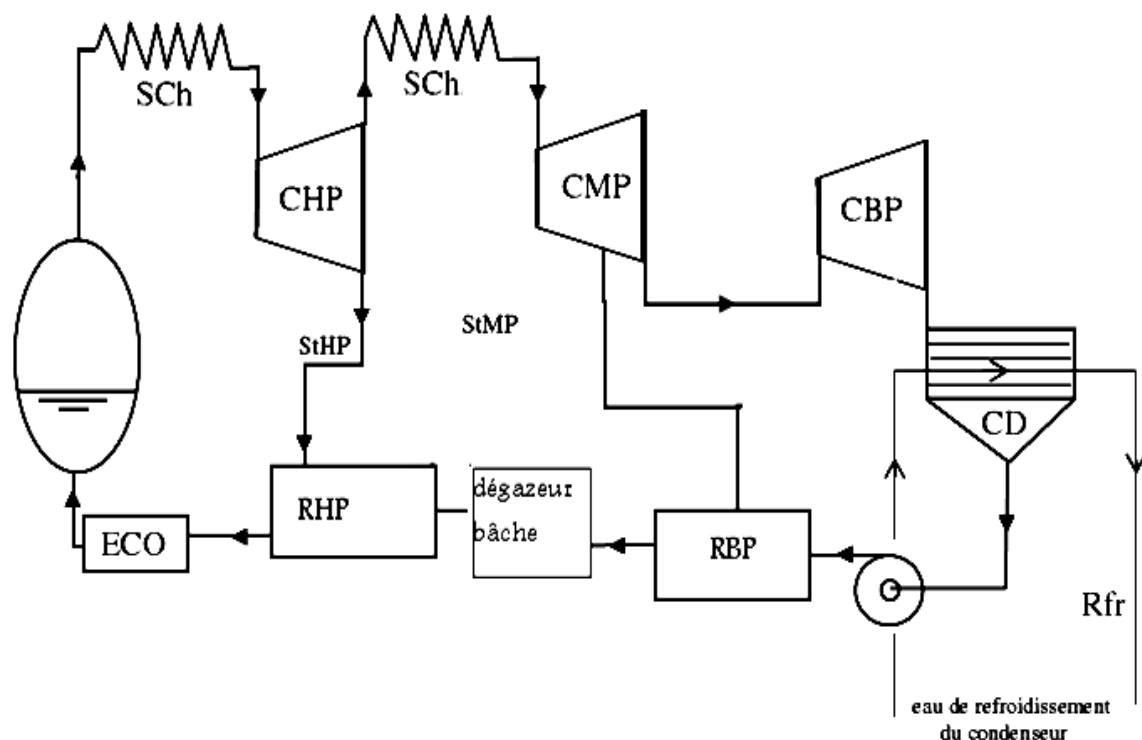 SCh
SCh
CHP
CMP
CBP
StHP
StMP
CD
RHP
dégazeur
bâche
RBP
ECO
Rfr
eau de refroidissement
du condenseur